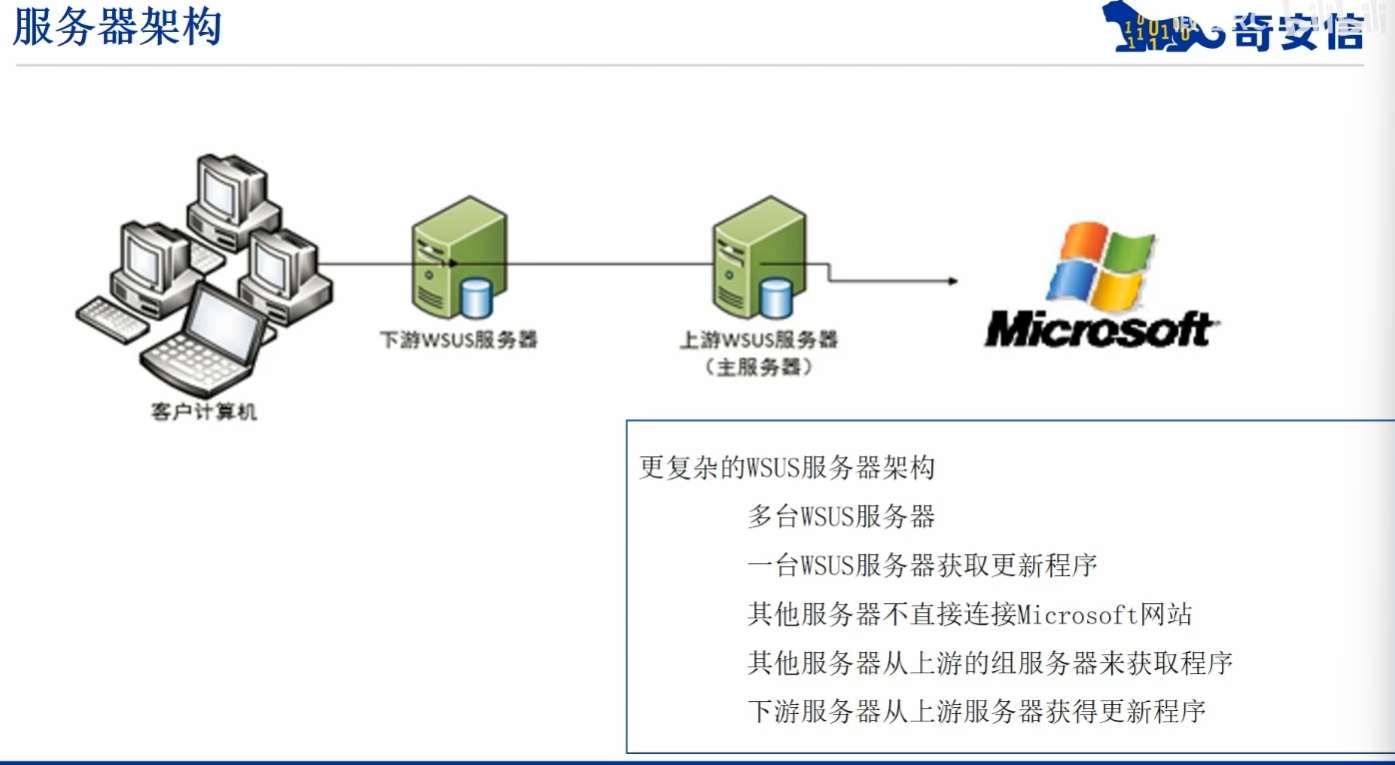 服务器架构
奇安信
下游WSUS服务器
上游WSUS服务器
（主服务器）
Microsoft
客户计算机
更复杂的WSUS服务器架构
多台WSUS服务器
一台WSUS服务器获取更新程序
其他服务器不直接连接Microsoft网站
其他服务器从上游的组服务器来获取程序
下游服务器从上游服务器获得更新程序